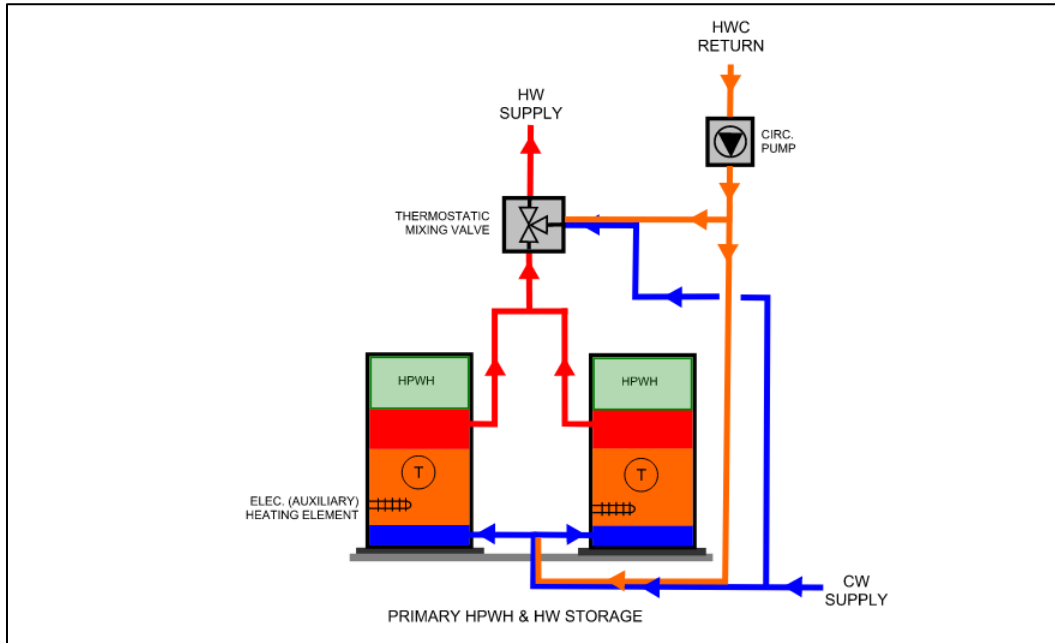 HWC
RETURN
HW
SUPPLY
CIRC.
PUMP
THERMOSTATIC
MIXING VALVE
HPWH
HPWH
T
T
ELEC. (AUXILIARY)
HEATING ELEMENT
CW
SUPPLY
PRIMARY HPWH & HW STORAGE